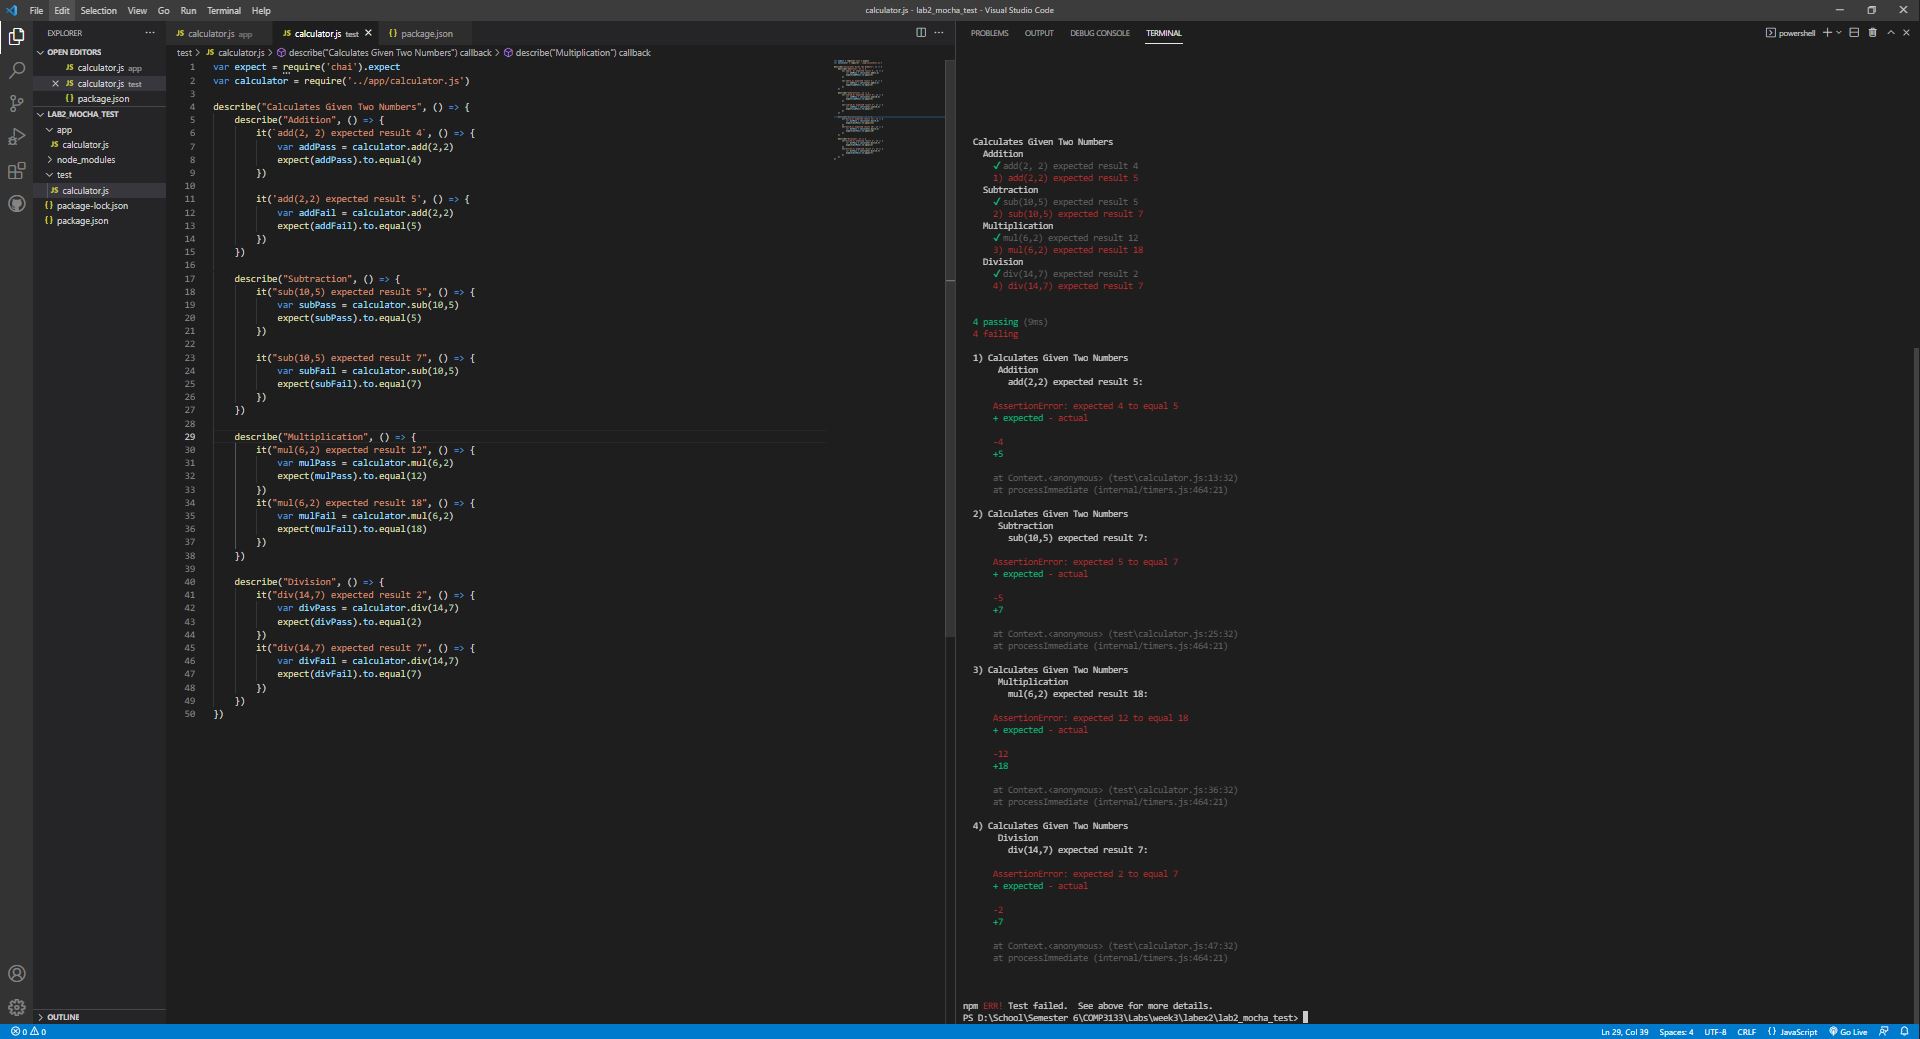 File Edit Selection View Go Run Terminal Help
calculator.js - lab2_mocha_test - Visual Studio Code
EXPLORER ···
OPEN EDITORS
JS calculator.js app
JS calculator.js test
{} package.json
LAB2_MOCHA_TEST
app
JS calculator.js
node_modules
test
JS calculator.js
{} package-lock.json
{} package.json
OUTLINE
JS calculator.js app JS calculator.js test {} package.json
test > JS calculator.js > describe("Calculates Given Two Numbers") callback > describe("Multiplication") callback
1 var expect = require('chai').expect
2 var calculator = require('../app/calculator.js')
3
4 describe("Calculates Given Two Numbers", () => {
5 describe("Addition", () => {
6 it(`add(2, 2) expected result 4`, () => {
7 var addPass = calculator.add(2,2)
8 expect(addPass).to.equal(4)
9 })
10
11 it('add(2,2) expected result 5', () => {
12 var addFail = calculator.add(2,2)
13 expect(addFail).to.equal(5)
14 })
15 })
16
17 describe("Subtraction", () => {
18 it("sub(10,5) expected result 5", () => {
19 var subPass = calculator.sub(10,5)
20 expect(subPass).to.equal(5)
21 })
22
23 it("sub(10,5) expected result 7", () => {
24 var subFail = calculator.sub(10,5)
25 expect(subFail).to.equal(7)
26 })
27 })
28
29 describe("Multiplication", () => {
30 it("mul(6,2) expected result 12", () => {
31 var mulPass = calculator.mul(6,2)
32 expect(mulPass).to.equal(12)
33 })
34 it("mul(6,2) expected result 18", () => {
35 var mulFail = calculator.mul(6,2)
36 expect(mulFail).to.equal(18)
37 })
38 })
39
40 describe("Division", () => {
41 it("div(14,7) expected result 2", () => {
42 var divPass = calculator.div(14,7)
43 expect(divPass).to.equal(2)
44 })
45 it("div(14,7) expected result 7", () => {
46 var divFail = calculator.div(14,7)
47 expect(divFail).to.equal(7)
48 })
49 })
50 })
PROBLEMS OUTPUT DEBUG CONSOLE TERMINAL
powershell
Calculates Given Two Numbers
Addition
✓ add(2, 2) expected result 4
1) add(2,2) expected result 5
Subtraction
✓ sub(10,5) expected result 5
2) sub(10,5) expected result 7
Multiplication
✓ mul(6,2) expected result 12
3) mul(6,2) expected result 18
Division
✓ div(14,7) expected result 2
4) div(14,7) expected result 7
4 passing (9ms)
4 failing
1) Calculates Given Two Numbers
Addition
add(2,2) expected result 5:
AssertionError: expected 4 to equal 5
+ expected - actual
-4
+5
at Context.<anonymous> (test\calculator.js:13:32)
at processImmediate (internal/timers.js:464:21)
2) Calculates Given Two Numbers
Subtraction
sub(10,5) expected result 7:
AssertionError: expected 5 to equal 7
+ expected - actual
-5
+7
at Context.<anonymous> (test\calculator.js:25:32)
at processImmediate (internal/timers.js:464:21)
3) Calculates Given Two Numbers
Multiplication
mul(6,2) expected result 18:
AssertionError: expected 12 to equal 18
+ expected - actual
-12
+18
at Context.<anonymous> (test\calculator.js:36:32)
at processImmediate (internal/timers.js:464:21)
4) Calculates Given Two Numbers
Division
div(14,7) expected result 7:
AssertionError: expected 2 to equal 7
+ expected - actual
-2
+7
at Context.<anonymous> (test\calculator.js:47:32)
at processImmediate (internal/timers.js:464:21)
npm ERR! Test failed.  See above for more details.
PS D:\School\Semester 6\COMP3133\Labs\week3\labex2\lab2_mocha_test>
0 0
Ln 29, Col 39 Spaces: 4 UTF-8 CRLF {} JavaScript Go Live